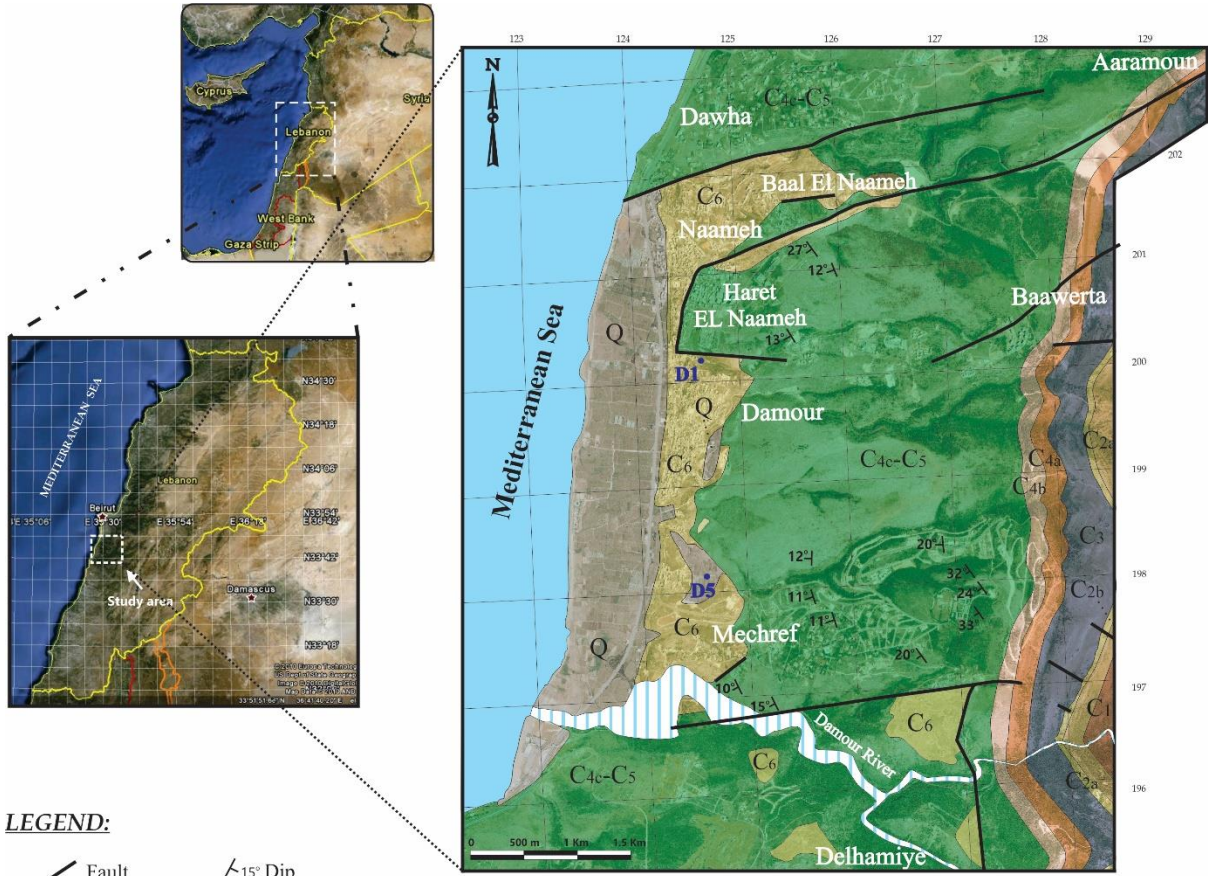 Cyprus
Syria
Lebanon
West Bank
Gaza Strip
MEDITERRANEAN SEA
N34°30'
N34°18'
N34°06'
Lebanon
Beirut
E 35°06'
E 35°30'
E 35°54'
E 36°18'
E 36°42'
N33°54'
N33°42'
Study area
Damascus
N33°30'
N33°18'
123
124
125
126
127
128
129
N
Aaramoun
C4c-C5
Dawha
202
Baal El Naameh
C6
Naameh
27°
12°
201
Haret
EL Naameh
Baawerta
Mediterranean Sea
Q
13°
200
D1
Q
Damour
C2a
C4c-C5
C4a
199
C6
C4b
20°
C3
12°
32°
198
D5
24°
C2b
11°
11°
33°
C6
Mechref
Q
20°
197
10°
15°
C1
C6
Damour River
C4c-C5
C6
C2a
196
0 500 m 1 Km 1.5 Km
Delhamiye
LEGEND:
Fault
15° Dip